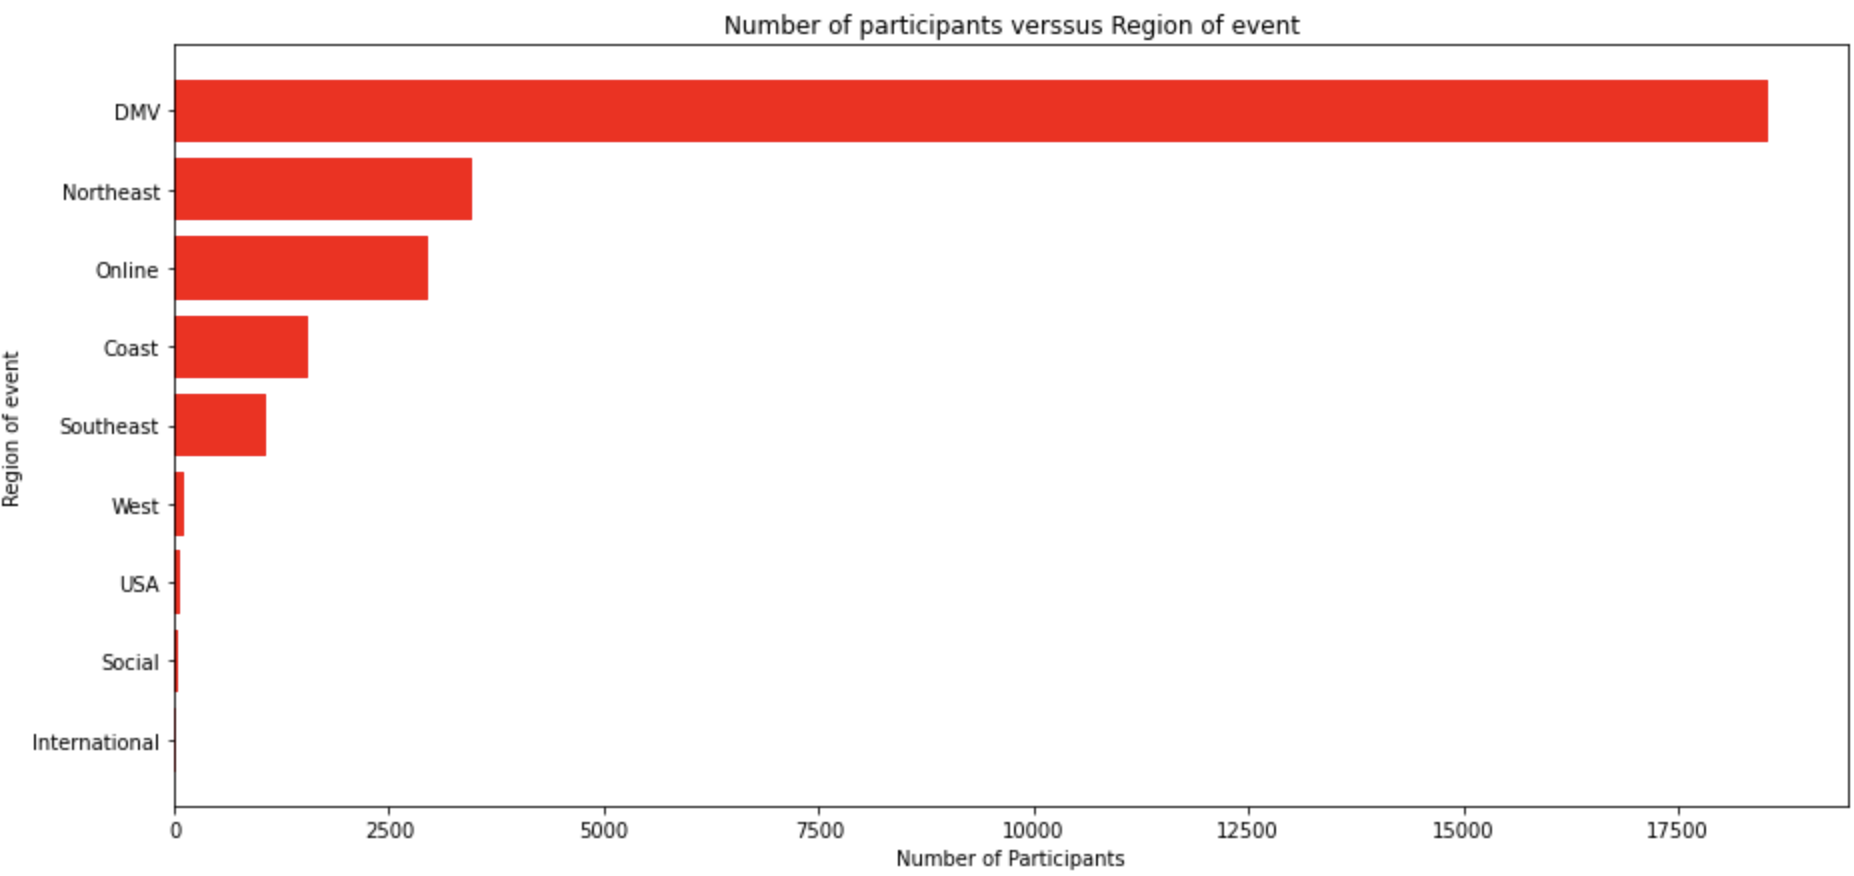 Number of participants verssus Region of event
DMV
Northeast
Online
Coast
Southeast
West
USA
Social
International
Region of event
0 2500 5000 7500 10000 12500 15000 17500
Number of Participants